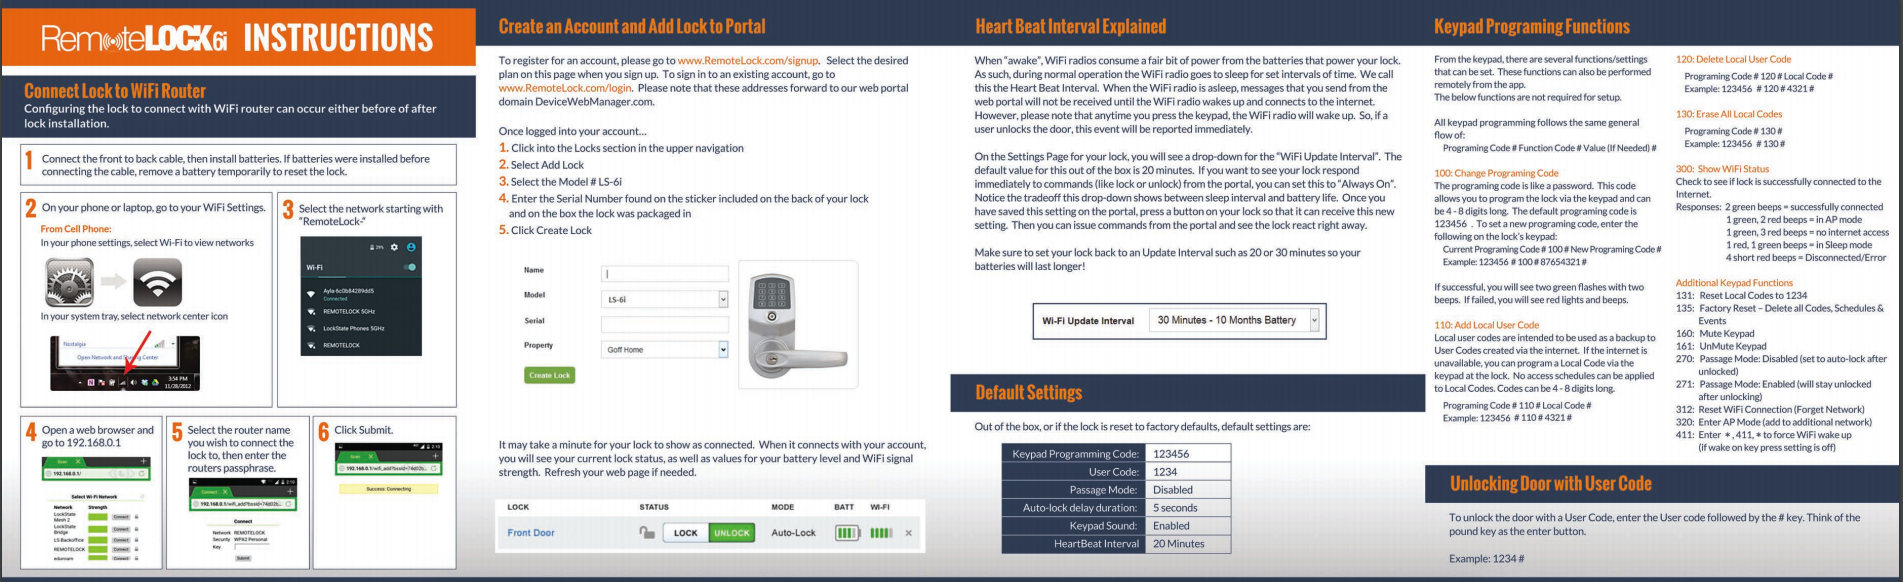 RemoteLOCK6i INSTRUCTIONS
Connect Lock to WiFi Router
Configuring the lock to connect with WiFi router can occur either before of after
lock installation.
1 Connect the front to back cable, then install batteries. If batteries were installed before
connecting the cable, remove a battery temporarily to reset the lock.
2 On your phone or laptop, go to your WiFi Settings.
From Cell Phone:
In your phone settings, select Wi-Fi to view networks
In your system tray, select network center icon
Nostalgia
Open Network and Sharing Center
3:54 PM
11/28/2012
3 Select the network starting with
"RemoteLock-"
Wi-Fi
Ayla-6c0b84289dd5
Connected
REMOTELOCK 5GHz
LockState Phones 5GHz
REMOTELOCK
4 Open a web browser and
go to 192.168.0.1
192.168.0.1/
Select Wi-Fi Network
Network Strength
LockState
Mesh 2 Connect
LockState
Bridge Connect
LS Backoffice Connect
REMOTELOCK Connect
eduroam Connect
5 Select the router name
you wish to connect the
lock to, then enter the
routers passphrase.
Connect
Network REMOTELOCK
Security WPA2 Personal
Key
Submit
6 Click Submit.
Success: Connecting
Create an Account and Add Lock to Portal
To register for an account, please go to www.RemoteLock.com/signup. Select the desired
plan on this page when you sign up. To sign in to an existing account, go to
www.RemoteLock.com/login. Please note that these addresses forward to our web portal
domain DeviceWebManager.com.
Once logged into your account...
1. Click into the Locks section in the upper navigation
2. Select Add Lock
3. Select the Model # LS-6i
4. Enter the Serial Number found on the sticker included on the back of your lock
and on the box the lock was packaged in
5. Click Create Lock
Name
Model LS-6i
Serial
Property Goff Home
Create Lock
It may take a minute for your lock to show as connected. When it connects with your account,
you will see your current lock status, as well as values for your battery level and WiFi signal
strength. Refresh your web page if needed.
LOCK STATUS MODE BATT WI-FI
Front Door LOCK UNLOCK Auto-Lock ×
Heart Beat Interval Explained
When "awake", WiFi radios consume a fair bit of power from the batteries that power your lock.
As such, during normal operation the WiFi radio goes to sleep for set intervals of time. We call
this the Heart Beat Interval. When the WiFi radio is asleep, messages that you send from the
web portal will not be received until the WiFi radio wakes up and connects to the internet.
However, please note that anytime you press the keypad, the WiFi radio will wake up. So, if a
user unlocks the door, this event will be reported immediately.
On the Settings Page for your lock, you will see a drop-down for the "WiFi Update Interval". The
default value for this out of the box is 20 minutes. If you want to see your lock respond
immediately to commands (like lock or unlock) from the portal, you can set this to "Always On".
Notice the tradeoff this drop-down shows between sleep interval and battery life. Once you
have saved this setting on the portal, press a button on your lock so that it can receive this new
setting. Then you can issue commands from the portal and see the lock react right away.
Make sure to set your lock back to an Update Interval such as 20 or 30 minutes so your
batteries will last longer!
Wi-Fi Update Interval 30 Minutes - 10 Months Battery
Default Settings
Out of the box, or if the lock is reset to factory defaults, default settings are:
Keypad Programming Code: 123456
User Code: 1234
Passage Mode: Disabled
Auto-lock delay duration: 5 seconds
Keypad Sound: Enabled
HeartBeat Interval 20 Minutes
Keypad Programing Functions
From the keypad, there are several functions/settings
that can be set. These functions can also be performed
remotely from the app.
The below functions are not required for setup.
All keypad programming follows the same general
flow of:
Programing Code # Function Code # Value (If Needed) #
100: Change Programing Code
The programing code is like a password. This code
allows you to program the lock via the keypad and can
be 4 - 8 digits long. The default programing code is
123456 . To set a new programing code, enter the
following on the lock's keypad:
Current Programing Code # 100 # New Programing Code #
Example: 123456 # 100 # 87654321 #
If successful, you will see two green flashes with two
beeps. If failed, you will see red lights and beeps.
110: Add Local User Code
Local user codes are intended to be used as a backup to
User Codes created via the internet. If the internet is
unavailable, you can program a Local Code via the
keypad at the lock. No access schedules can be applied
to Local Codes. Codes can be 4 - 8 digits long.
Programing Code # 110 # Local Code #
Example: 123456 # 110 # 4321 #
120: Delete Local User Code
Programing Code # 120 # Local Code #
Example: 123456 # 120 # 4321 #
130: Erase All Local Codes
Programing Code # 130 #
Example: 123456 # 130 #
300: Show WiFi Status
Check to see if lock is successfully connected to the
Internet.
Responses: 2 green beeps = successfully connected
1 green, 2 red beeps = in AP mode
1 green, 3 red beeps = no internet access
1 red, 1 green beeps = in Sleep mode
4 short red beeps = Disconnected/Error
Additional Keypad Functions
131: Reset Local Codes to 1234
135: Factory Reset – Delete all Codes, Schedules &
Events
160: Mute Keypad
161: UnMute Keypad
270: Passage Mode: Disabled (set to auto-lock after
unlocked)
271: Passage Mode: Enabled (will stay unlocked
after unlocking)
312: Reset WiFi Connection (Forget Network)
320: Enter AP Mode (add to additional network)
411: Enter *, 411, * to force WiFi wake up
(if wake on key press setting is off)
Unlocking Door with User Code
To unlock the door with a User Code, enter the User code followed by the # key. Think of the
pound key as the enter button.
Example: 1234 #